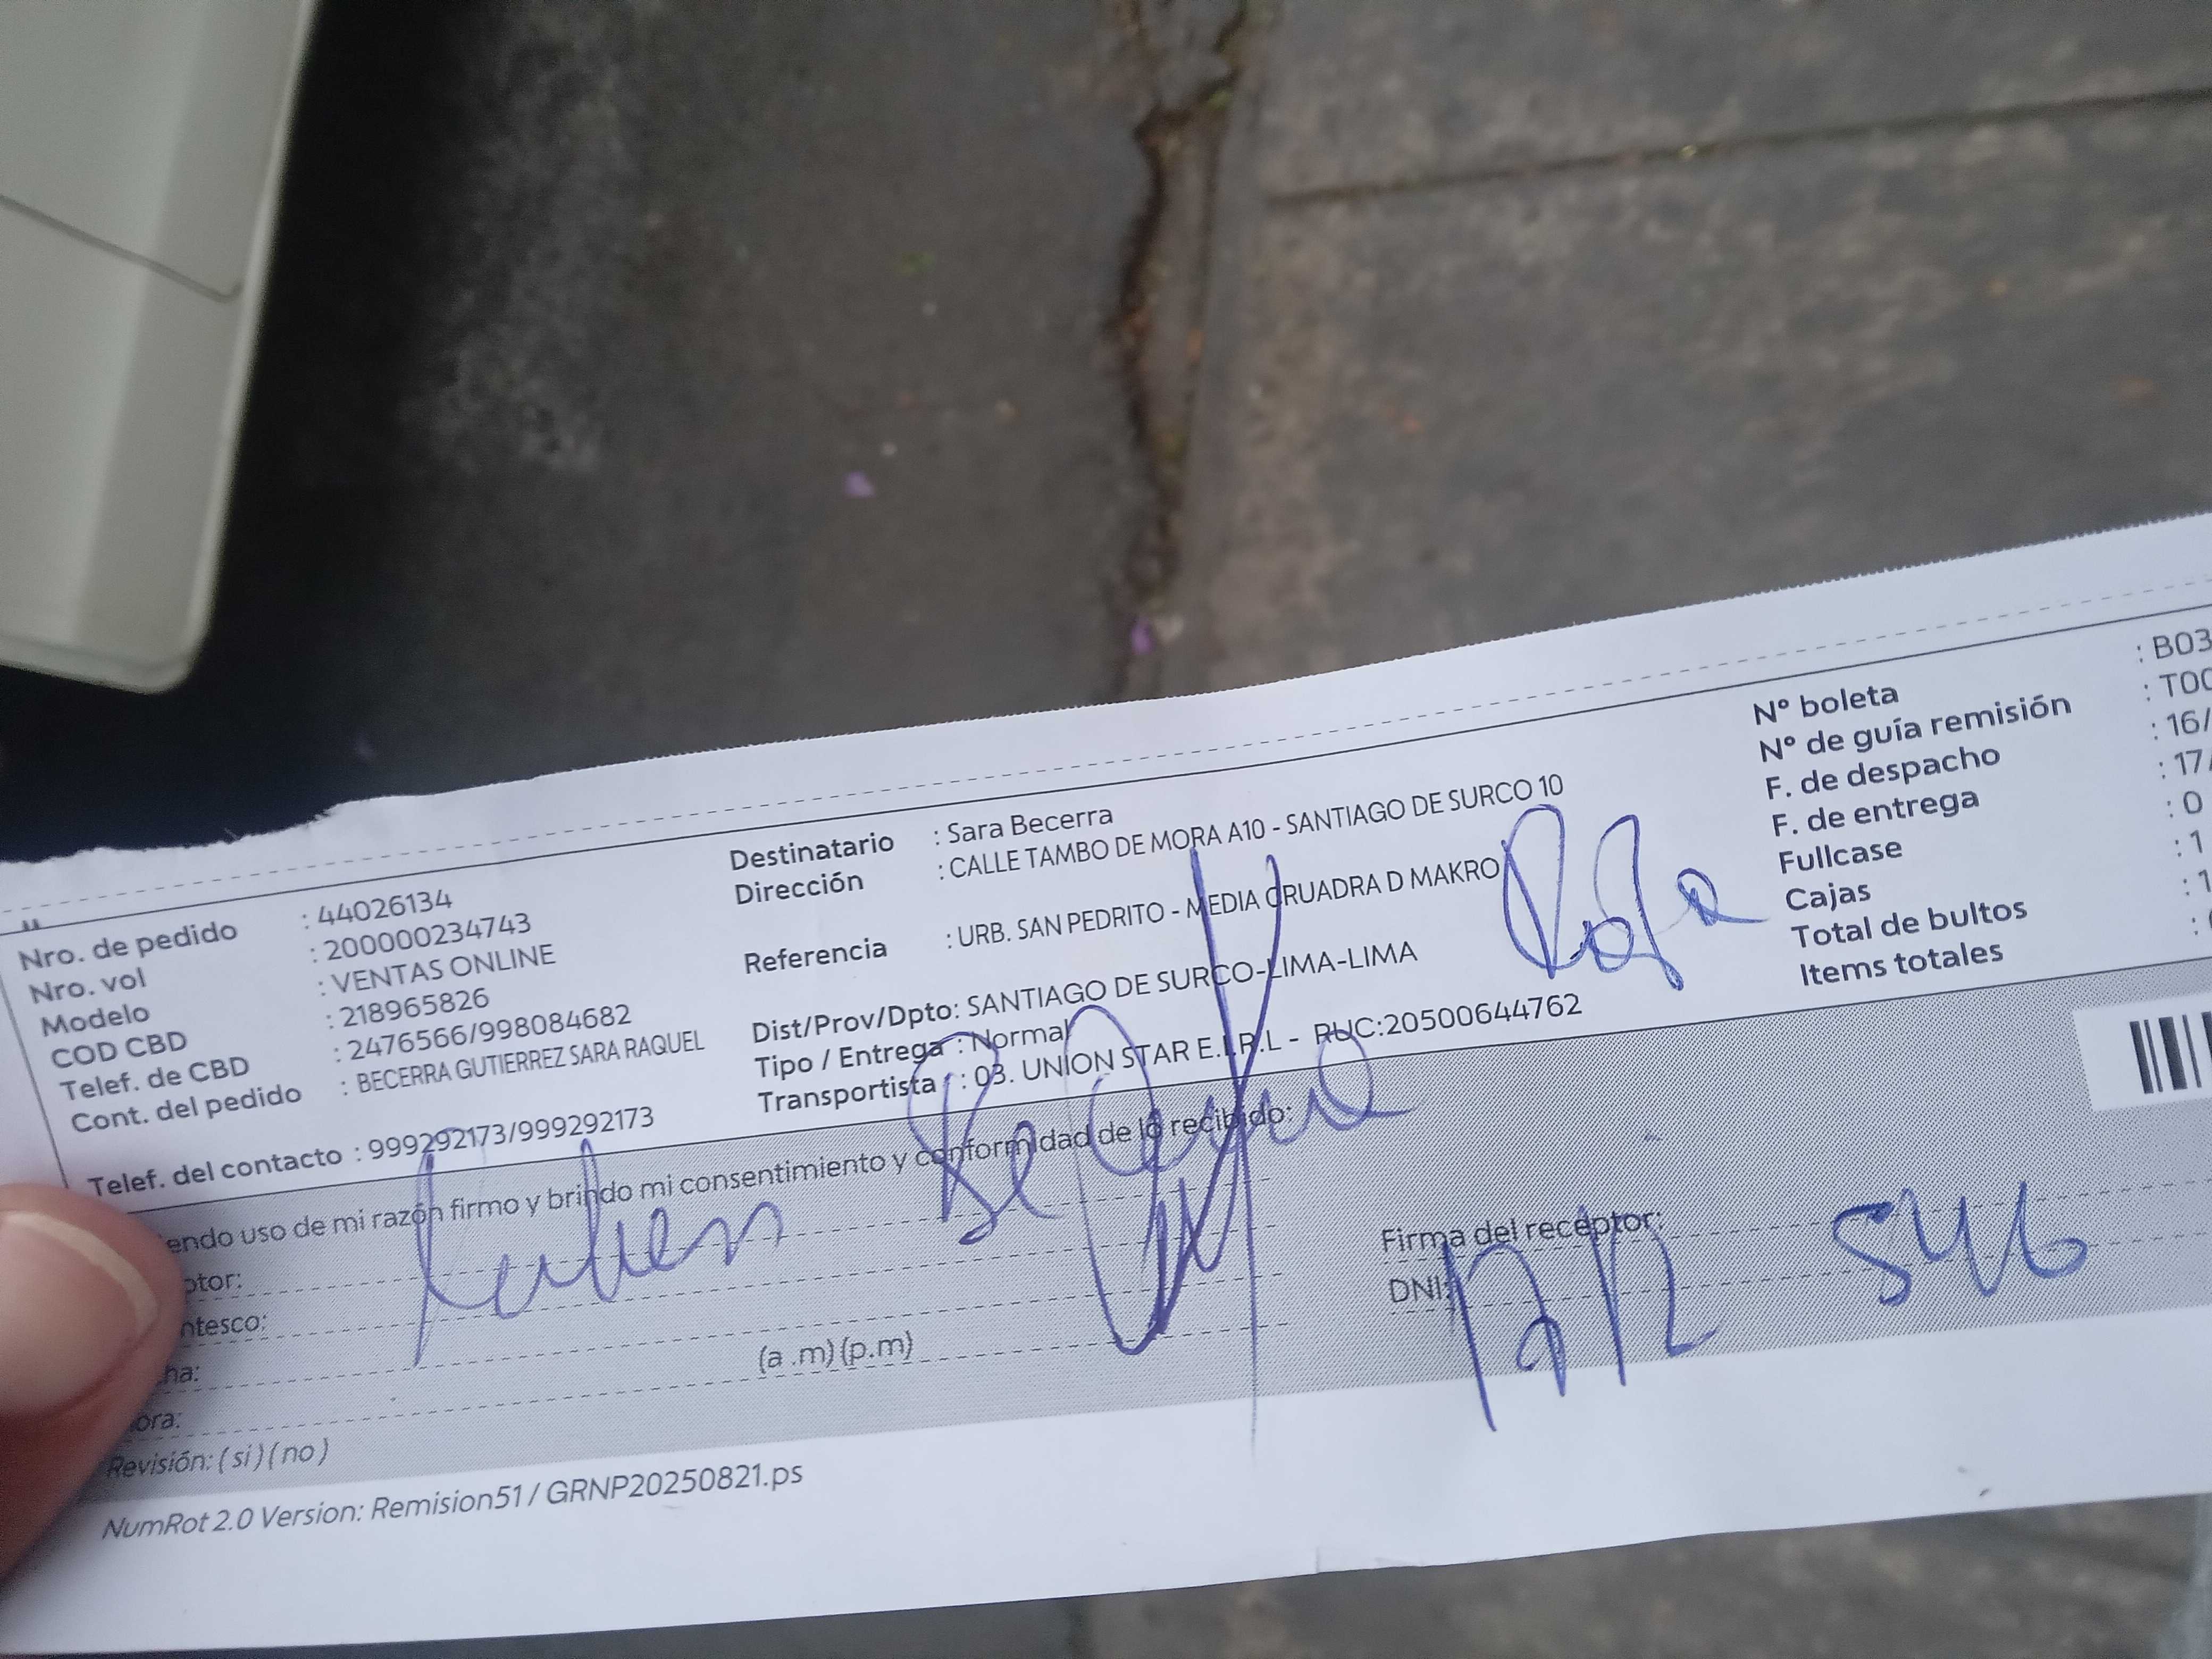 Nro. de pedido : 44026134
Nro. vol : 200000234743
Modelo : VENTAS ONLINE
COD CBD : 218965826
Telef. de CBD : 2476566/998084682
Cont. del pedido : BECERRA GUTIERREZ SARA RAQUEL
Telef. del contacto : 999292173/999292173
Destinatario : Sara Becerra
Dirección : CALLE TAMBO DE MORA A10 - SANTIAGO DE SURCO 10
Referencia : URB. SAN PEDRITO - MEDIA CRUADRA D MAKRO
Dist/Prov/Dpto: SANTIAGO DE SURCO-LIMA-LIMA
Tipo / Entrega : Normal
Transportista : 03. UNION STAR E.I.R.L - RUC:20500644762
N° boleta : B03
N° de guía remisión : T00
F. de despacho : 16/
F. de entrega : 17/
Fullcase : 0
Cajas : 1
Total de bultos : 1
Items totales :
endo uso de mi razón firmo y brindo mi consentimiento y conformidad de lo recibido:
ptor:
ntesco:
ha:
ora: (a .m)(p.m)
Revisión: ( si ) ( no )
Firma del receptor:
DNI:
546
NumRot 2.0 Version: Remision51 / GRNP20250821.ps